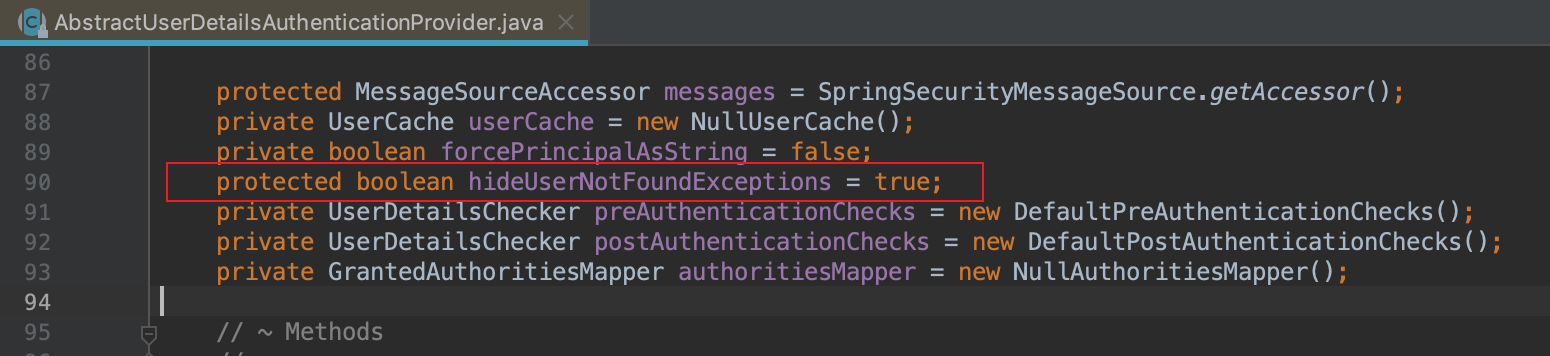 AbstractUserDetailsAuthenticationProvider.java
86
87 protected MessageSourceAccessor messages = SpringSecurityMessageSource.getAccessor();
88 private UserCache userCache = new NullUserCache();
89 private boolean forcePrincipalAsString = false;
90 protected boolean hideUserNotFoundExceptions = true;
91 private UserDetailsChecker preAuthenticationChecks = new DefaultPreAuthenticationChecks();
92 private UserDetailsChecker postAuthenticationChecks = new DefaultPostAuthenticationChecks();
93 private GrantedAuthoritiesMapper authoritiesMapper = new NullAuthoritiesMapper();
94
95 // ~ Methods